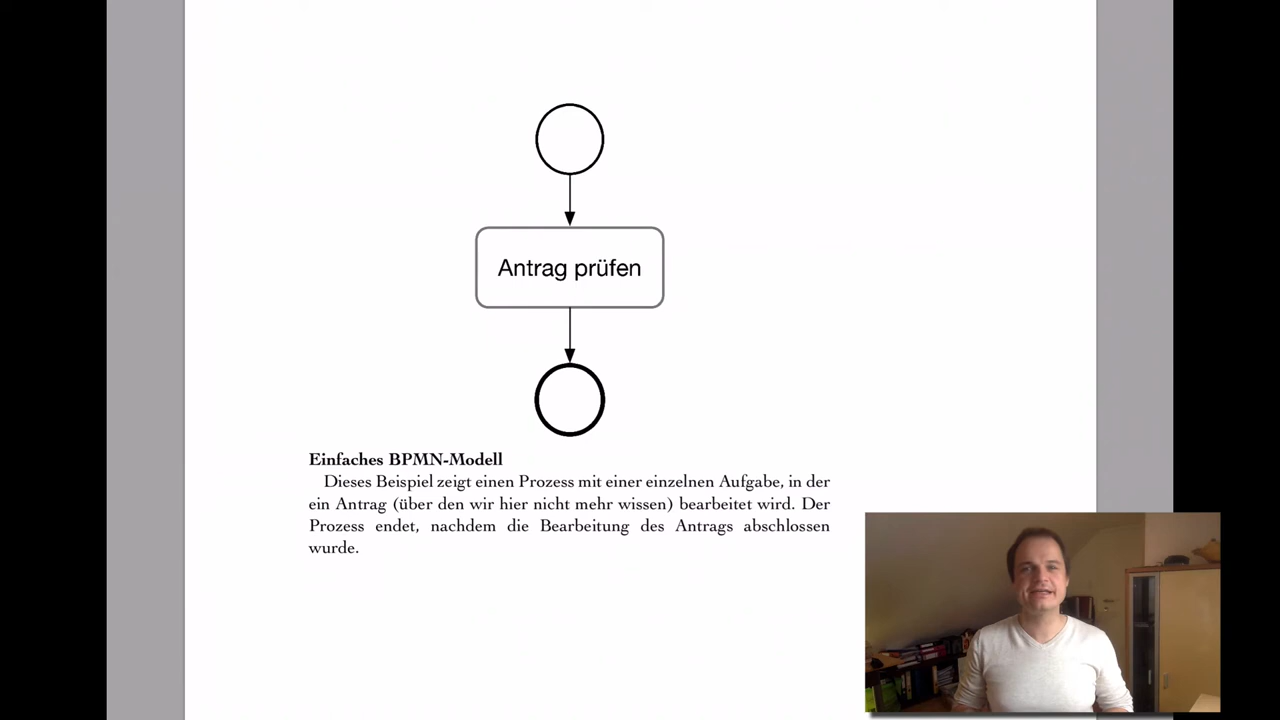 Antrag prüfen
Einfaches BPMN-Modell
Dieses Beispiel zeigt einen Prozess mit einer einzelnen Aufgabe, in der
ein Antrag (über den wir hier nicht mehr wissen) bearbeitet wird. Der
Prozess endet, nachdem die Bearbeitung des Antrags abschlossen
wurde.